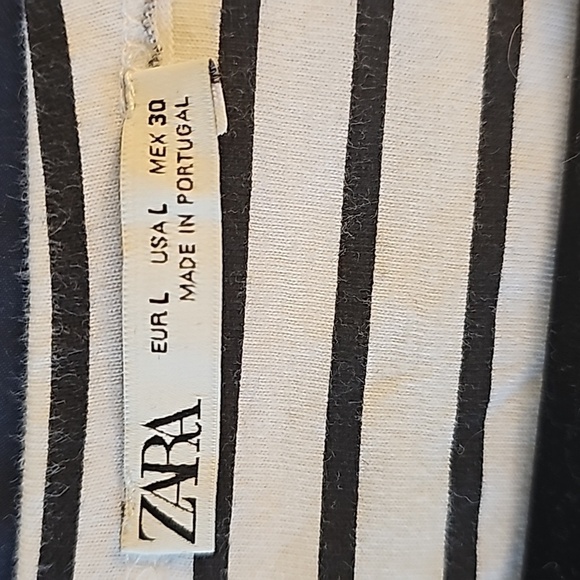 ZARA
EUR L USA L MEX 30
MADE IN PORTUGAL